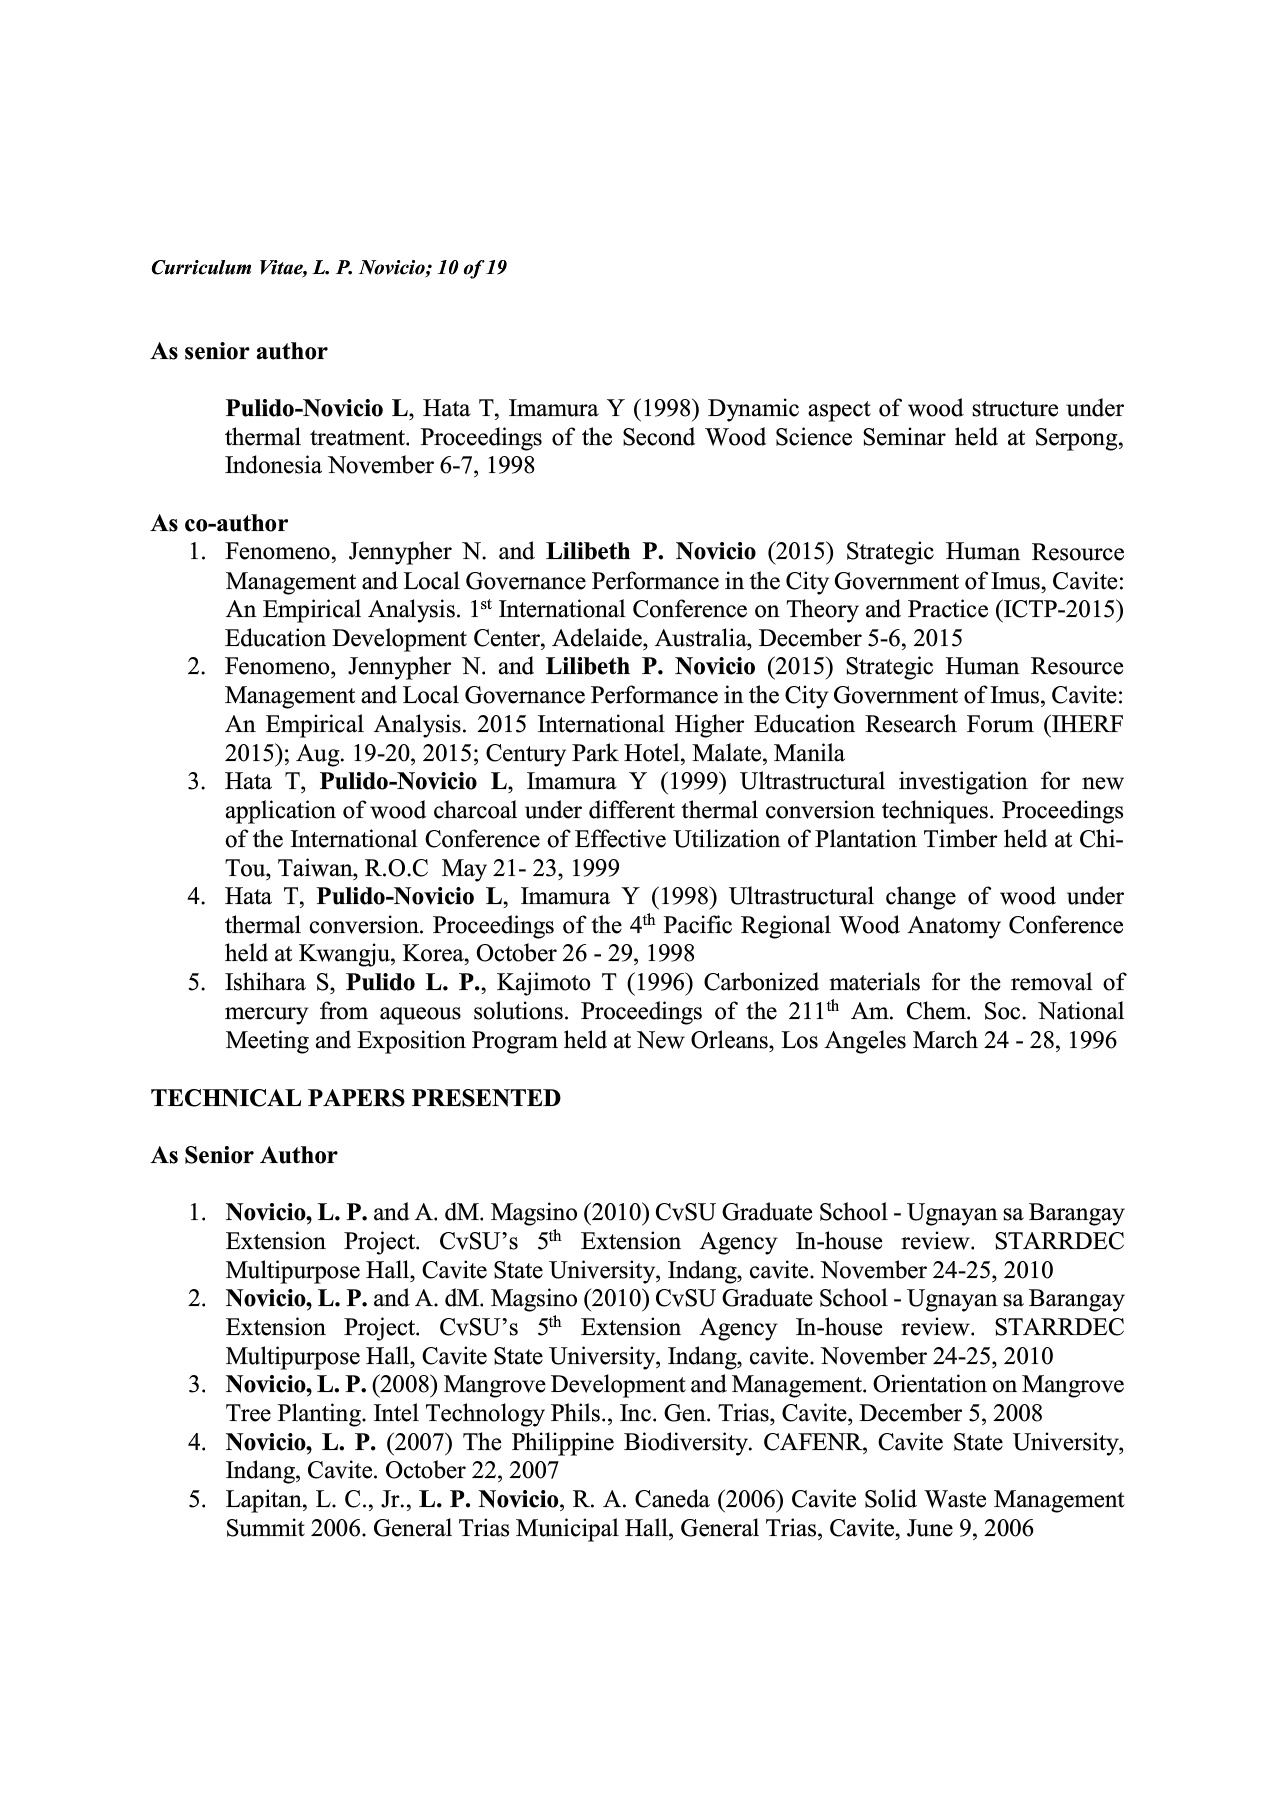 Curriculum Vitae, L. P. Novicio; 10 of 19
As senior author
Pulido-Novicio L, Hata T, Imamura Y (1998) Dynamic aspect of wood structure under
thermal treatment. Proceedings of the Second Wood Science Seminar held at Serpong,
Indonesia November 6-7, 1998
As co-author
1. Fenomeno, Jennypher N. and Lilibeth P. Novicio (2015) Strategic Human Resource
Management and Local Governance Performance in the City Government of Imus, Cavite:
An Empirical Analysis. 1st International Conference on Theory and Practice (ICTP-2015)
Education Development Center, Adelaide, Australia, December 5-6, 2015
2. Fenomeno, Jennypher N. and Lilibeth P. Novicio (2015) Strategic Human Resource
Management and Local Governance Performance in the City Government of Imus, Cavite:
An Empirical Analysis. 2015 International Higher Education Research Forum (IHERF
2015); Aug. 19-20, 2015; Century Park Hotel, Malate, Manila
3. Hata T, Pulido-Novicio L, Imamura Y (1999) Ultrastructural investigation for new
application of wood charcoal under different thermal conversion techniques. Proceedings
of the International Conference of Effective Utilization of Plantation Timber held at Chi-
Tou, Taiwan, R.O.C May 21- 23, 1999
4. Hata T, Pulido-Novicio L, Imamura Y (1998) Ultrastructural change of wood under
thermal conversion. Proceedings of the 4th Pacific Regional Wood Anatomy Conference
held at Kwangju, Korea, October 26 - 29, 1998
5. Ishihara S, Pulido L. P., Kajimoto T (1996) Carbonized materials for the removal of
mercury from aqueous solutions. Proceedings of the 211th Am. Chem. Soc. National
Meeting and Exposition Program held at New Orleans, Los Angeles March 24 - 28, 1996
TECHNICAL PAPERS PRESENTED
As Senior Author
1. Novicio, L. P. and A. dM. Magsino (2010) CvSU Graduate School - Ugnayan sa Barangay
Extension Project. CvSU's 5th Extension Agency In-house review. STARRDEC
Multipurpose Hall, Cavite State University, Indang, cavite. November 24-25, 2010
2. Novicio, L. P. and A. dM. Magsino (2010) CvSU Graduate School - Ugnayan sa Barangay
Extension Project. CvSU's 5th Extension Agency In-house review. STARRDEC
Multipurpose Hall, Cavite State University, Indang, cavite. November 24-25, 2010
3. Novicio, L. P. (2008) Mangrove Development and Management. Orientation on Mangrove
Tree Planting. Intel Technology Phils., Inc. Gen. Trias, Cavite, December 5, 2008
4. Novicio, L. P. (2007) The Philippine Biodiversity. CAFENR, Cavite State University,
Indang, Cavite. October 22, 2007
5. Lapitan, L. C., Jr., L. P. Novicio, R. A. Caneda (2006) Cavite Solid Waste Management
Summit 2006. General Trias Municipal Hall, General Trias, Cavite, June 9, 2006